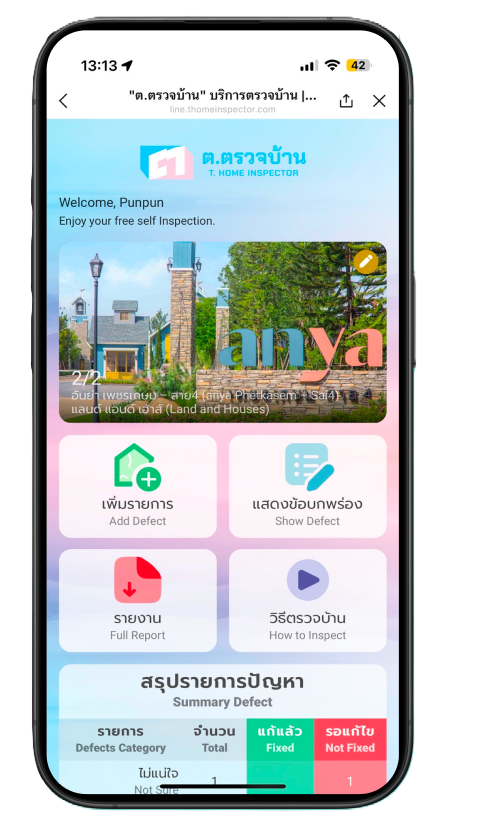 13:13
42
"ต.ตรวจบ้าน" บริการตรวจบ้าน |...
line.thomeinspector.com
ต.ตรวจบ้าน
T. HOME INSPECTOR
Welcome, Punpun
Enjoy your free self Inspection.
anya
2/2
อันยา เพชรเกษม - สาย4 (anya Phetkasem - Sai4)
แลนด์ แอนด์ เฮ้าส์ (Land and Houses)
เพิ่มรายการ
Add Defect
แสดงข้อบกพร่อง
Show Defect
รายงาน
Full Report
วิธีตรวจบ้าน
How to Inspect
สรุปรายการปัญหา
Summary Defect
รายการ จำนวน แก้แล้ว รอแก้ไข
Defects Category Total Fixed Not Fixed
ไม่แน่ใจ
Not Sure 1 1